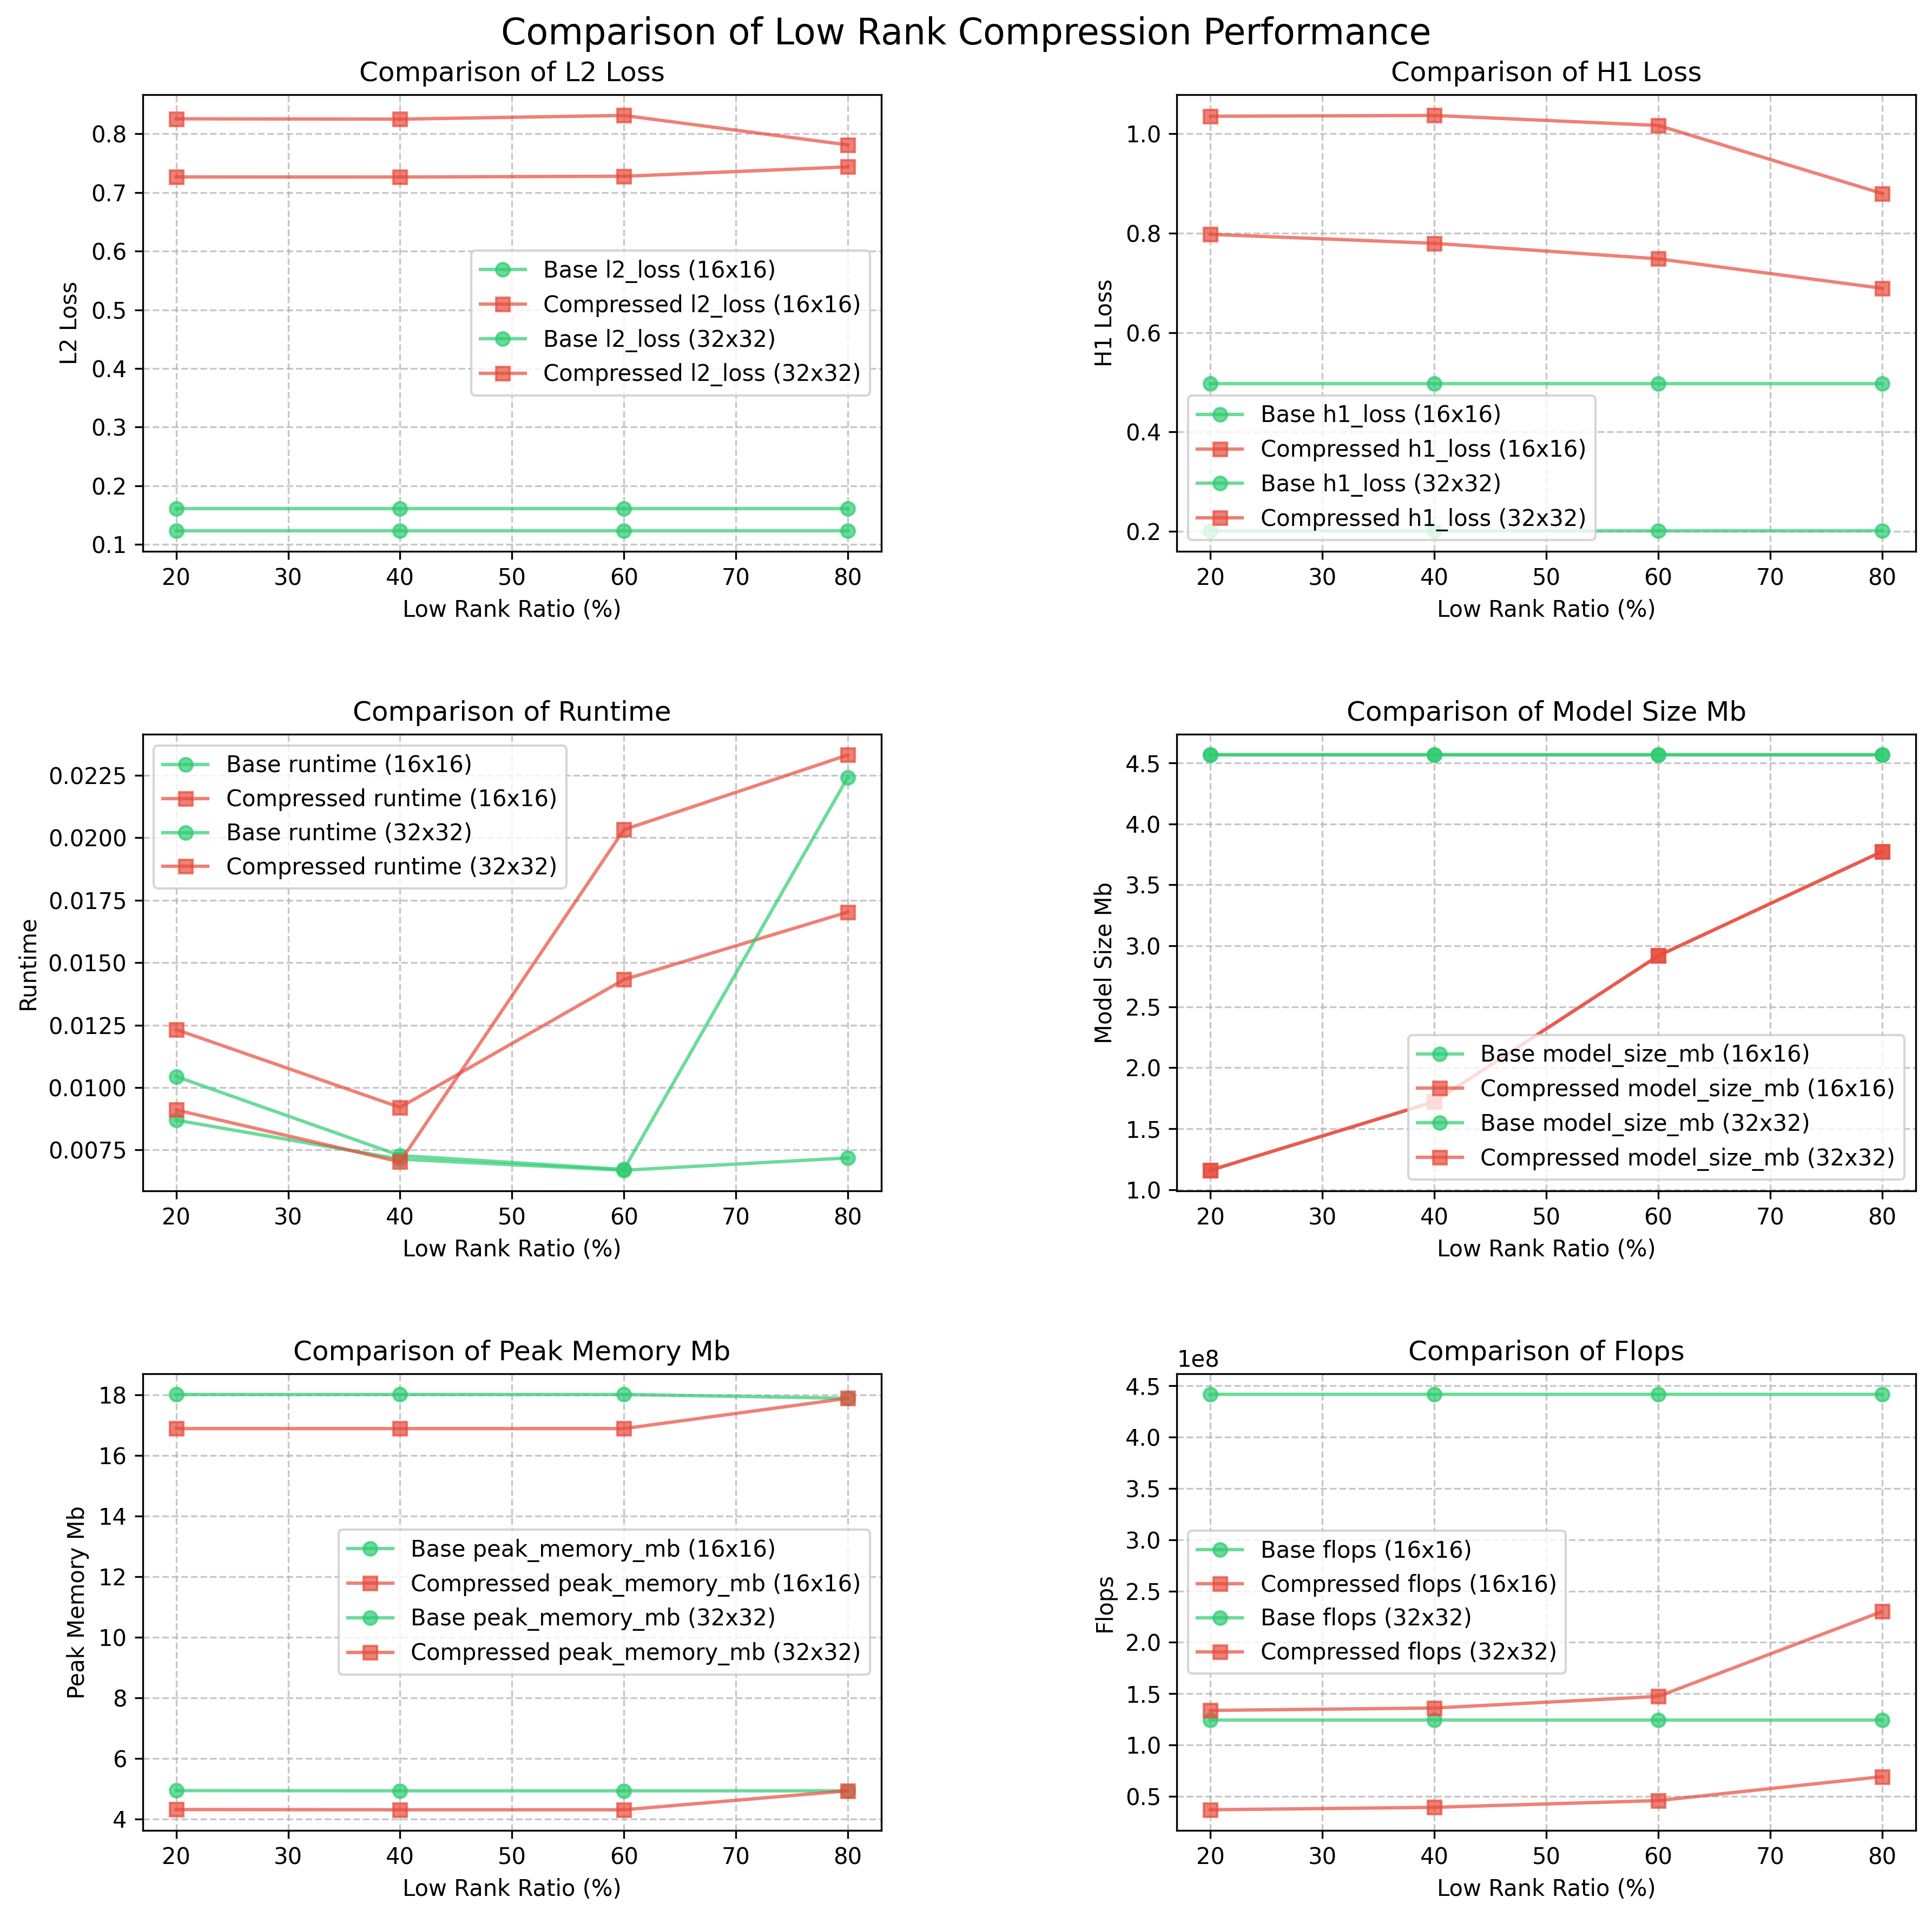 Comparison of Low Rank Compression Performance
Comparison of L2 Loss
L2 Loss
0.8
0.7
0.6
0.5
0.4
0.3
0.2
0.1
Base l2_loss (16x16)
Compressed l2_loss (16x16)
Base l2_loss (32x32)
Compressed l2_loss (32x32)
20 30 40 50 60 70 80
Low Rank Ratio (%)
Comparison of H1 Loss
H1 Loss
1.0
0.8
0.6
0.4
0.2
Base h1_loss (16x16)
Compressed h1_loss (16x16)
Base h1_loss (32x32)
Compressed h1_loss (32x32)
20 30 40 50 60 70 80
Low Rank Ratio (%)
Comparison of Runtime
Runtime
0.0225
0.0200
0.0175
0.0150
0.0125
0.0100
0.0075
Base runtime (16x16)
Compressed runtime (16x16)
Base runtime (32x32)
Compressed runtime (32x32)
20 30 40 50 60 70 80
Low Rank Ratio (%)
Comparison of Model Size Mb
Model Size Mb
4.5
4.0
3.5
3.0
2.5
2.0
1.5
1.0
Base model_size_mb (16x16)
Compressed model_size_mb (16x16)
Base model_size_mb (32x32)
Compressed model_size_mb (32x32)
20 30 40 50 60 70 80
Low Rank Ratio (%)
Comparison of Peak Memory Mb
Peak Memory Mb
18
16
14
12
10
8
6
4
Base peak_memory_mb (16x16)
Compressed peak_memory_mb (16x16)
Base peak_memory_mb (32x32)
Compressed peak_memory_mb (32x32)
20 30 40 50 60 70 80
Low Rank Ratio (%)
Comparison of Flops
1e8
Flops
4.5
4.0
3.5
3.0
2.5
2.0
1.5
1.0
0.5
Base flops (16x16)
Compressed flops (16x16)
Base flops (32x32)
Compressed flops (32x32)
20 30 40 50 60 70 80
Low Rank Ratio (%)